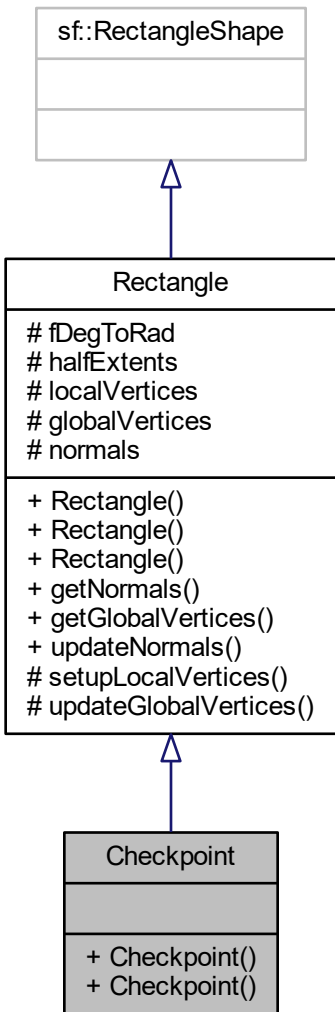 sf::RectangleShape
Rectangle
# fDegToRad
# halfExtents
# localVertices
# globalVertices
# normals
+ Rectangle()
+ Rectangle()
+ Rectangle()
+ getNormals()
+ getGlobalVertices()
+ updateNormals()
# setupLocalVertices()
# updateGlobalVertices()
Checkpoint
+ Checkpoint()
+ Checkpoint()